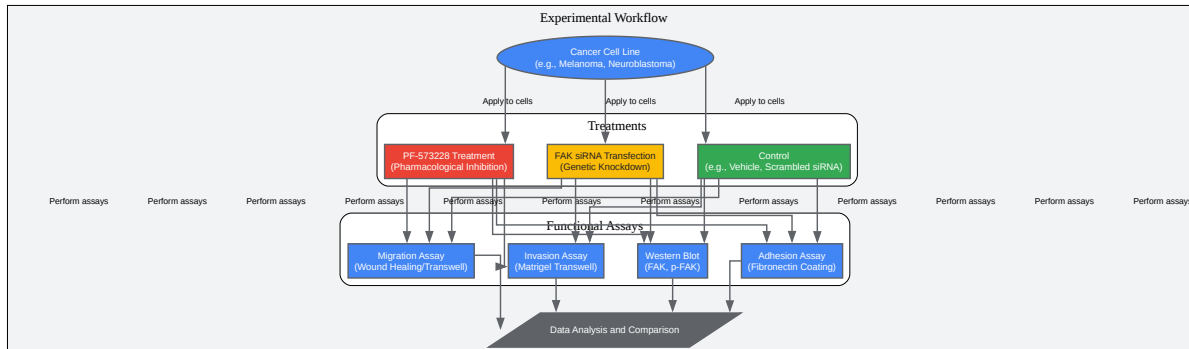 Experimental Workflow
Cancer Cell Line
(e.g., Melanoma, Neuroblastoma)
Apply to cells Apply to cells Apply to cells
Treatments
PF-573228 Treatment
(Pharmacological Inhibition)
FAK siRNA Transfection
(Genetic Knockdown)
Control
(e.g., Vehicle, Scrambled siRNA)
Perform assays Perform assays Perform assays Perform assays Perform assays Perform assays Perform assays Perform assays Perform assays Perform assays Perform assays Perform assays
Functional Assays
Migration Assay
(Wound Healing/Transwell)
Invasion Assay
(Matrigel Transwell)
Western Blot
(FAK, p-FAK)
Adhesion Assay
(Fibronectin Coating)
Data Analysis and Comparison